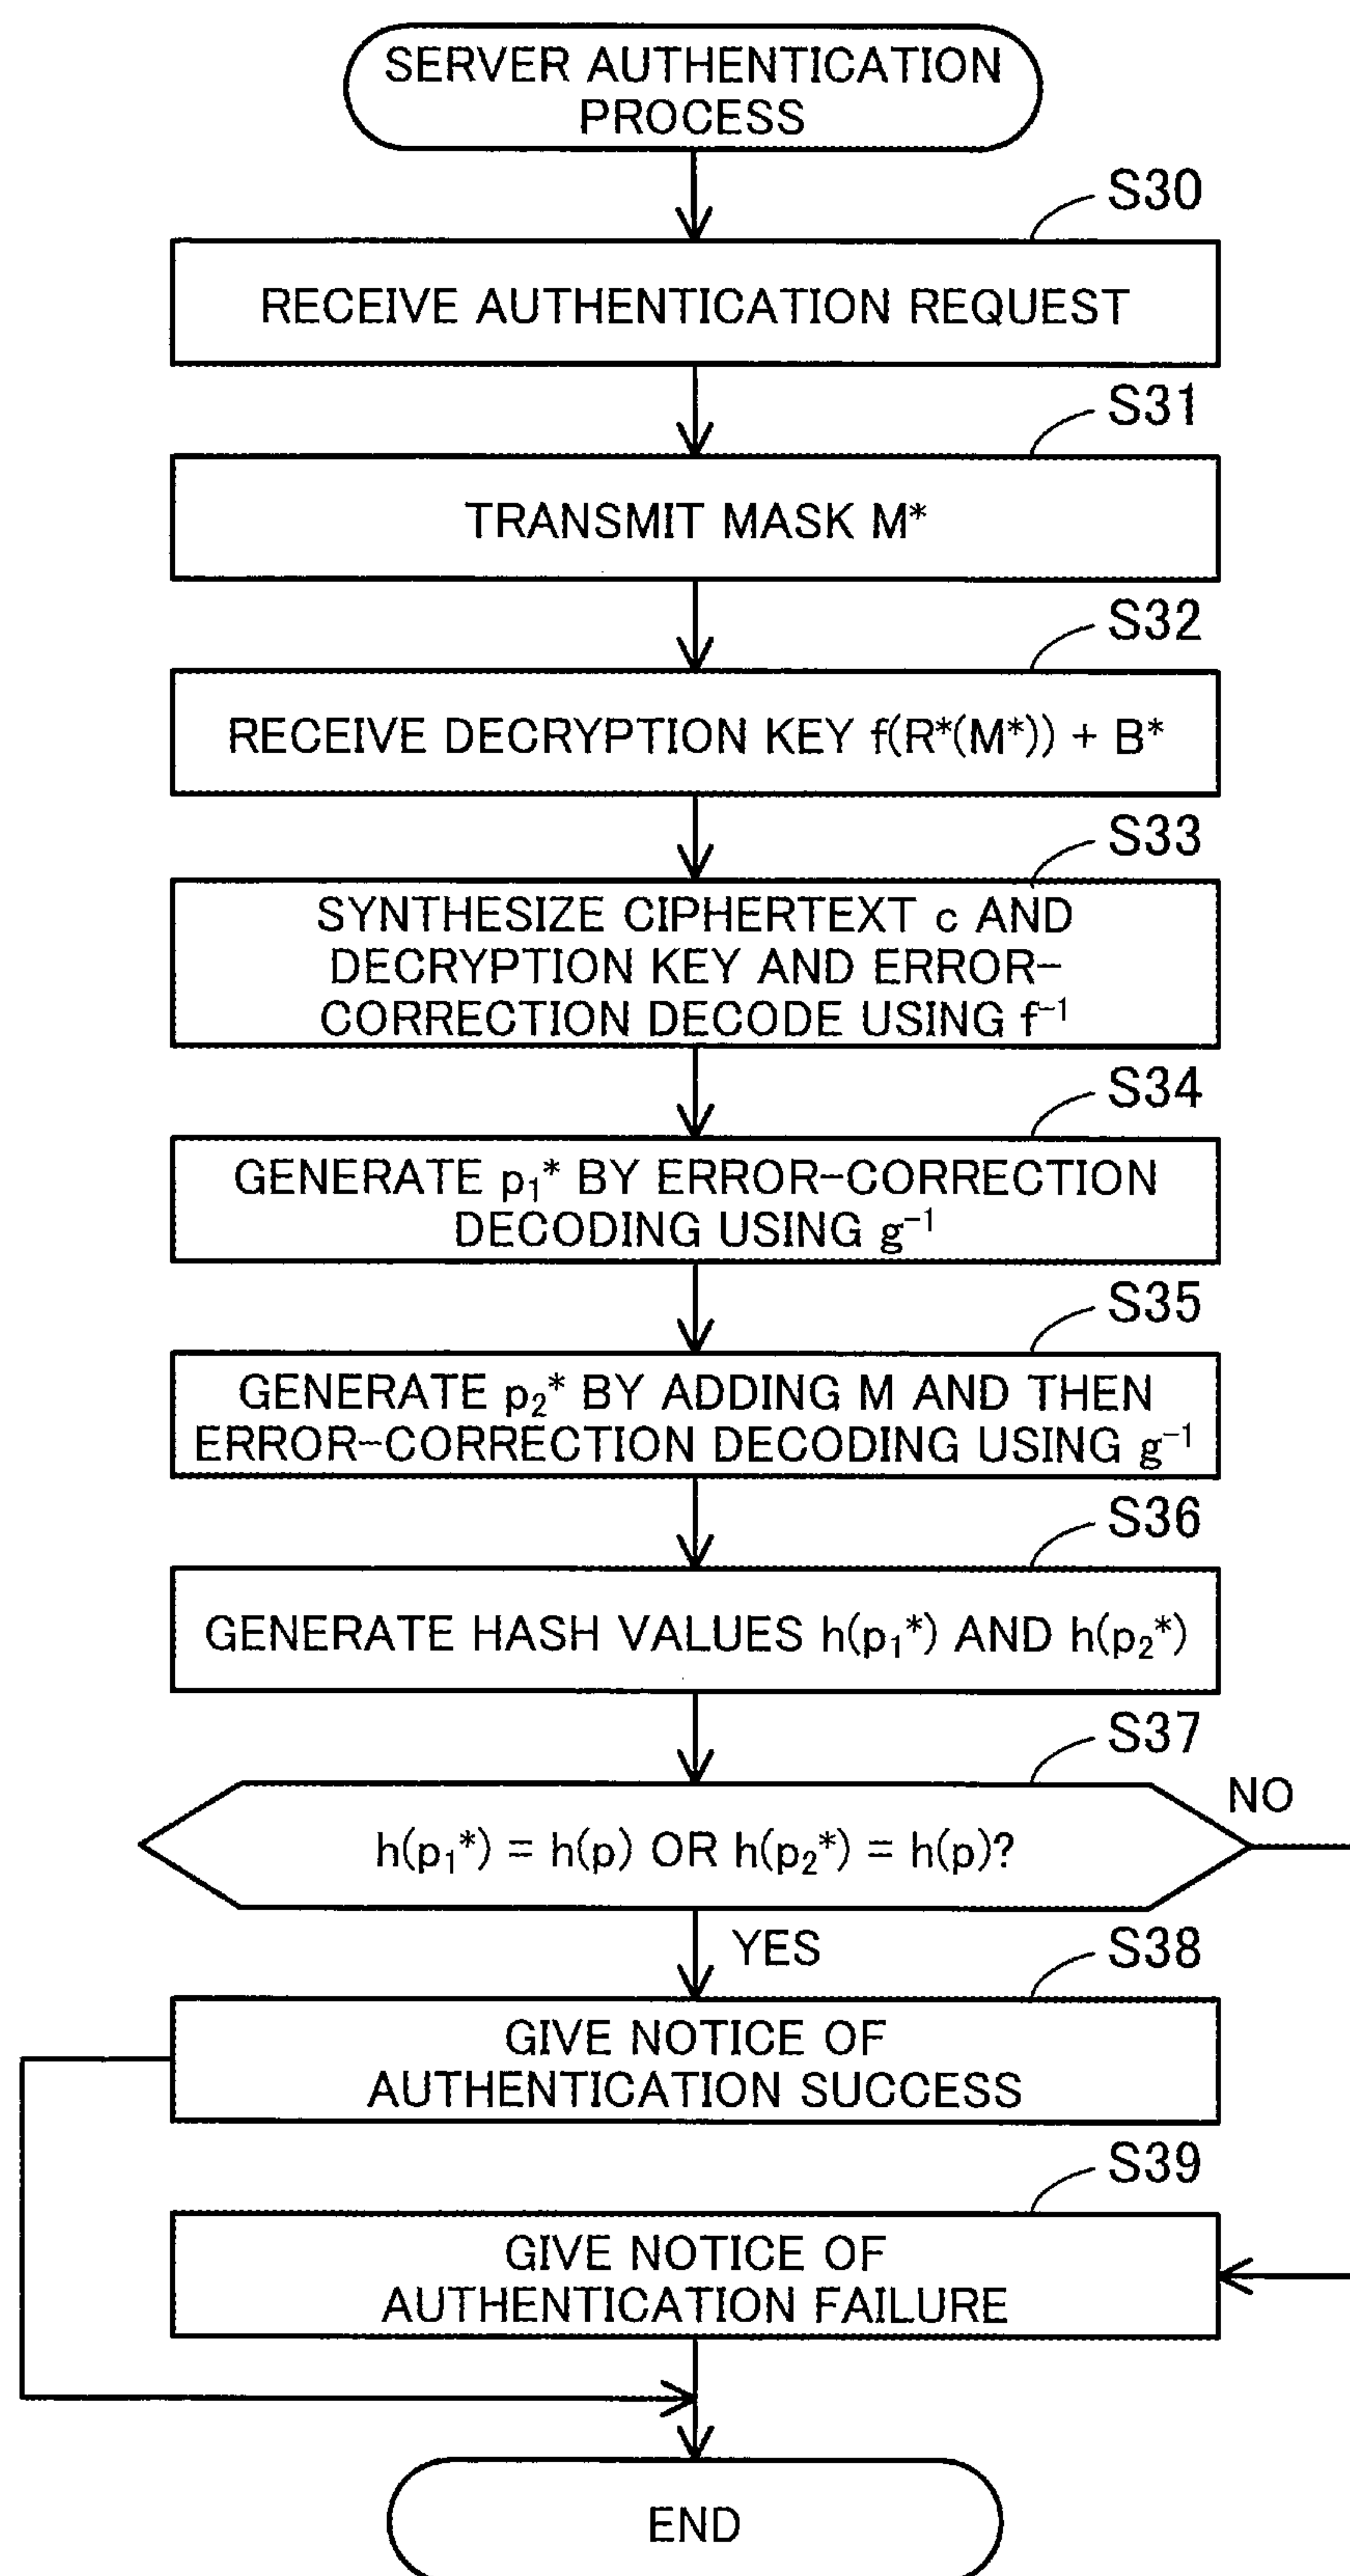 SERVER AUTHENTICATION
PROCESS
S30
RECEIVE AUTHENTICATION REQUEST
S31
TRANSMIT MASK M*
S32
RECEIVE DECRYPTION KEY f(R*(M*)) + B*
S33
SYNTHESIZE CIPHERTEXT c AND
DECRYPTION KEY AND ERROR-
CORRECTION DECODE USING f⁻¹
S34
GENERATE p₁* BY ERROR-CORRECTION
DECODING USING g⁻¹
S35
GENERATE p₂* BY ADDING M AND THEN
ERROR-CORRECTION DECODING USING g⁻¹
S36
GENERATE HASH VALUES h(p₁*) AND h(p₂*)
S37
NO
h(p₁*) = h(p) OR h(p₂*) = h(p)?
YES
S38
GIVE NOTICE OF
AUTHENTICATION SUCCESS
S39
GIVE NOTICE OF
AUTHENTICATION FAILURE
END